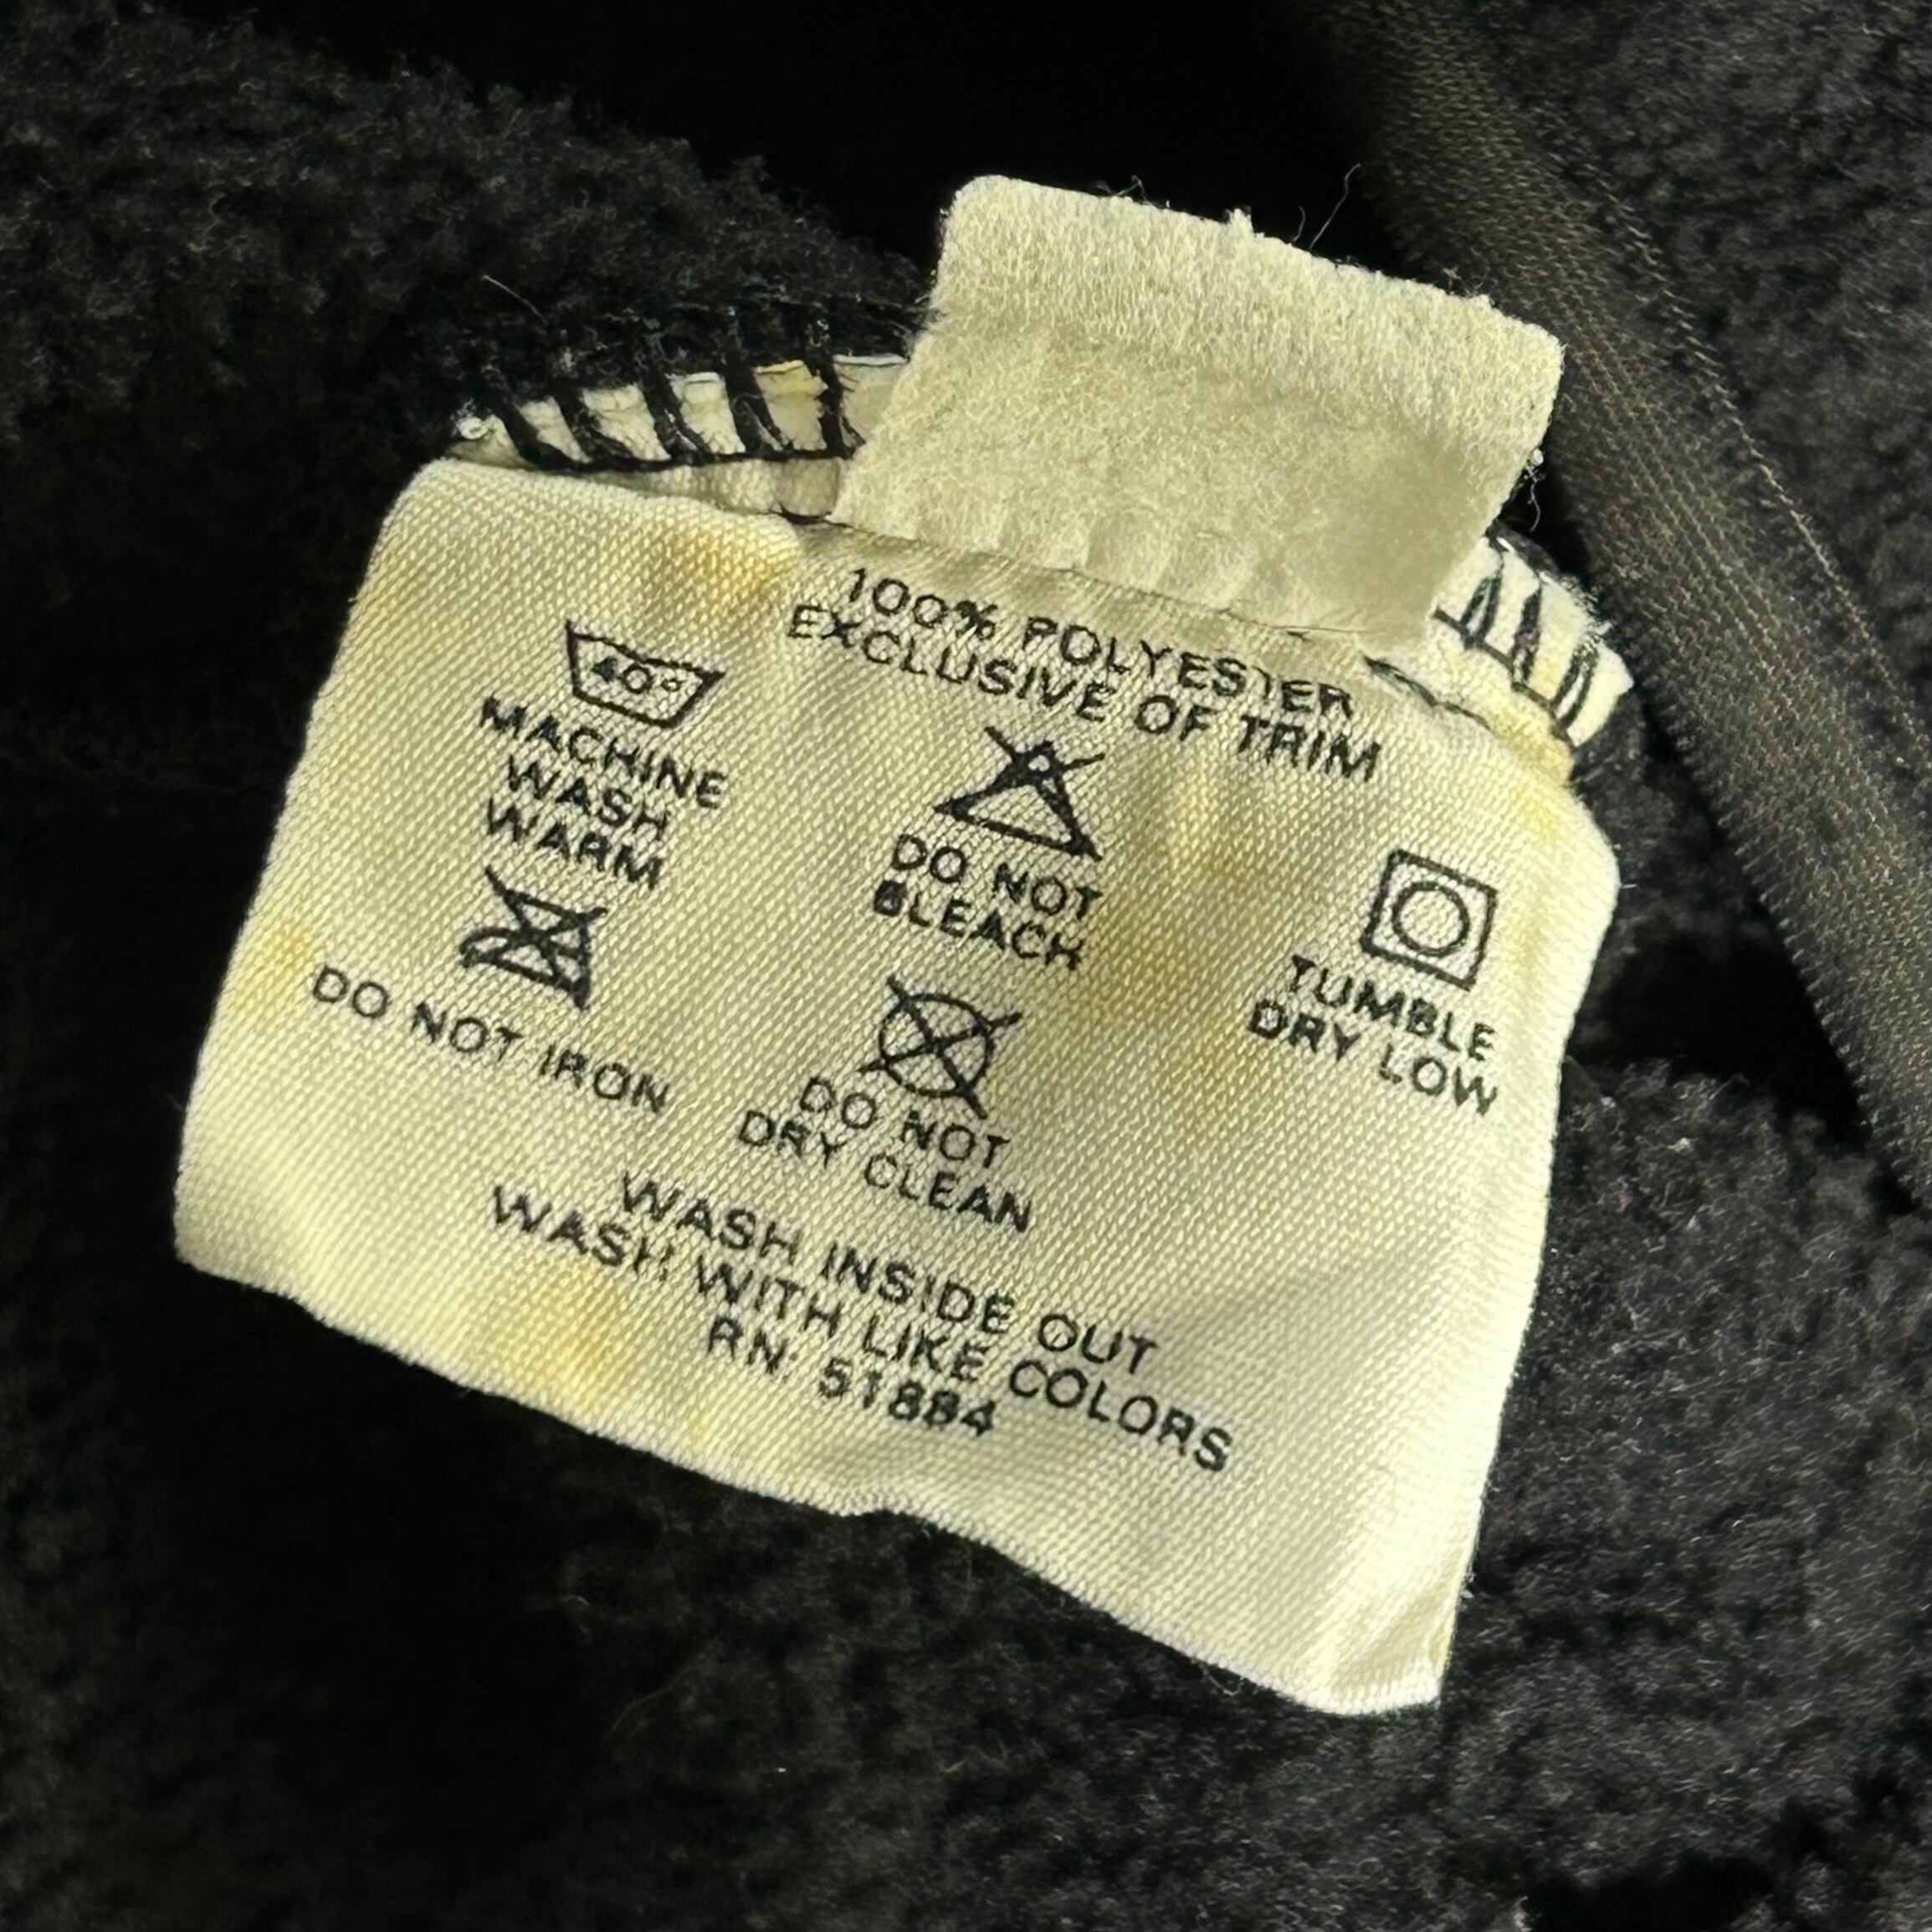 100% POLYESTER
EXCLUSIVE OF TRIM
40°
MACHINE
WASH
WARM
DO NOT
BLEACH
TUMBLE
DRY LOW
DO NOT IRON
DO NOT
DRY CLEAN
WASH INSIDE OUT
WASH WITH LIKE COLORS
RN: 51884